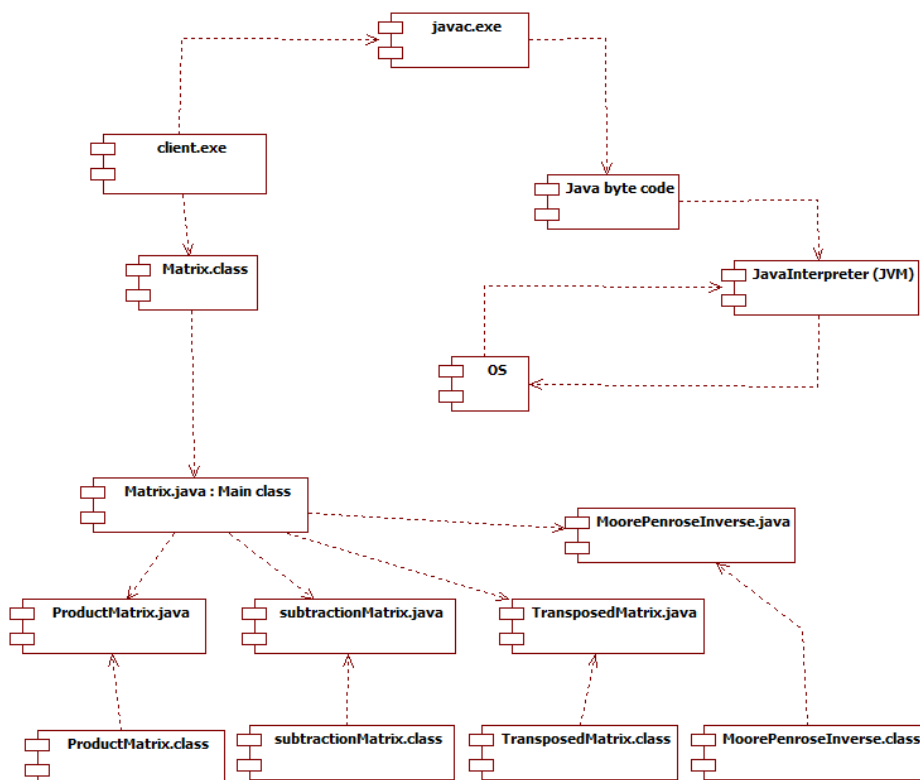 javac.exe
client.exe
Java byte code
Matrix.class
JavaInterpreter (JVM)
OS
Matrix.java : Main class
MoorePenroseInverse.java
ProductMatrix.java
subtractionMatrix.java
TransposedMatrix.java
ProductMatrix.class
subtractionMatrix.class
TransposedMatrix.class
MoorePenroseInverse.class